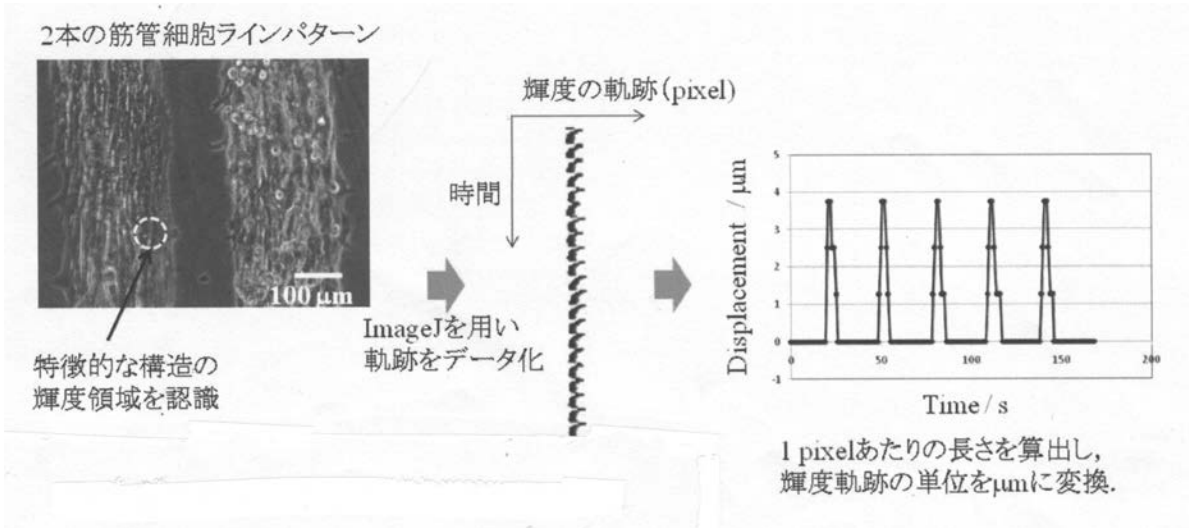 2本の筋管細胞ラインパターン
100 μm
特徴的な構造の
輝度領域を認識
ImageJを用い
軌跡をデータ化
輝度の軌跡(pixel)
時間
Displacement / μm
5
4
3
2
1
0
-1
0
50
100
150
200
Time / s
1 pixelあたりの長さを算出し,
輝度軌跡の単位をμmに変換.